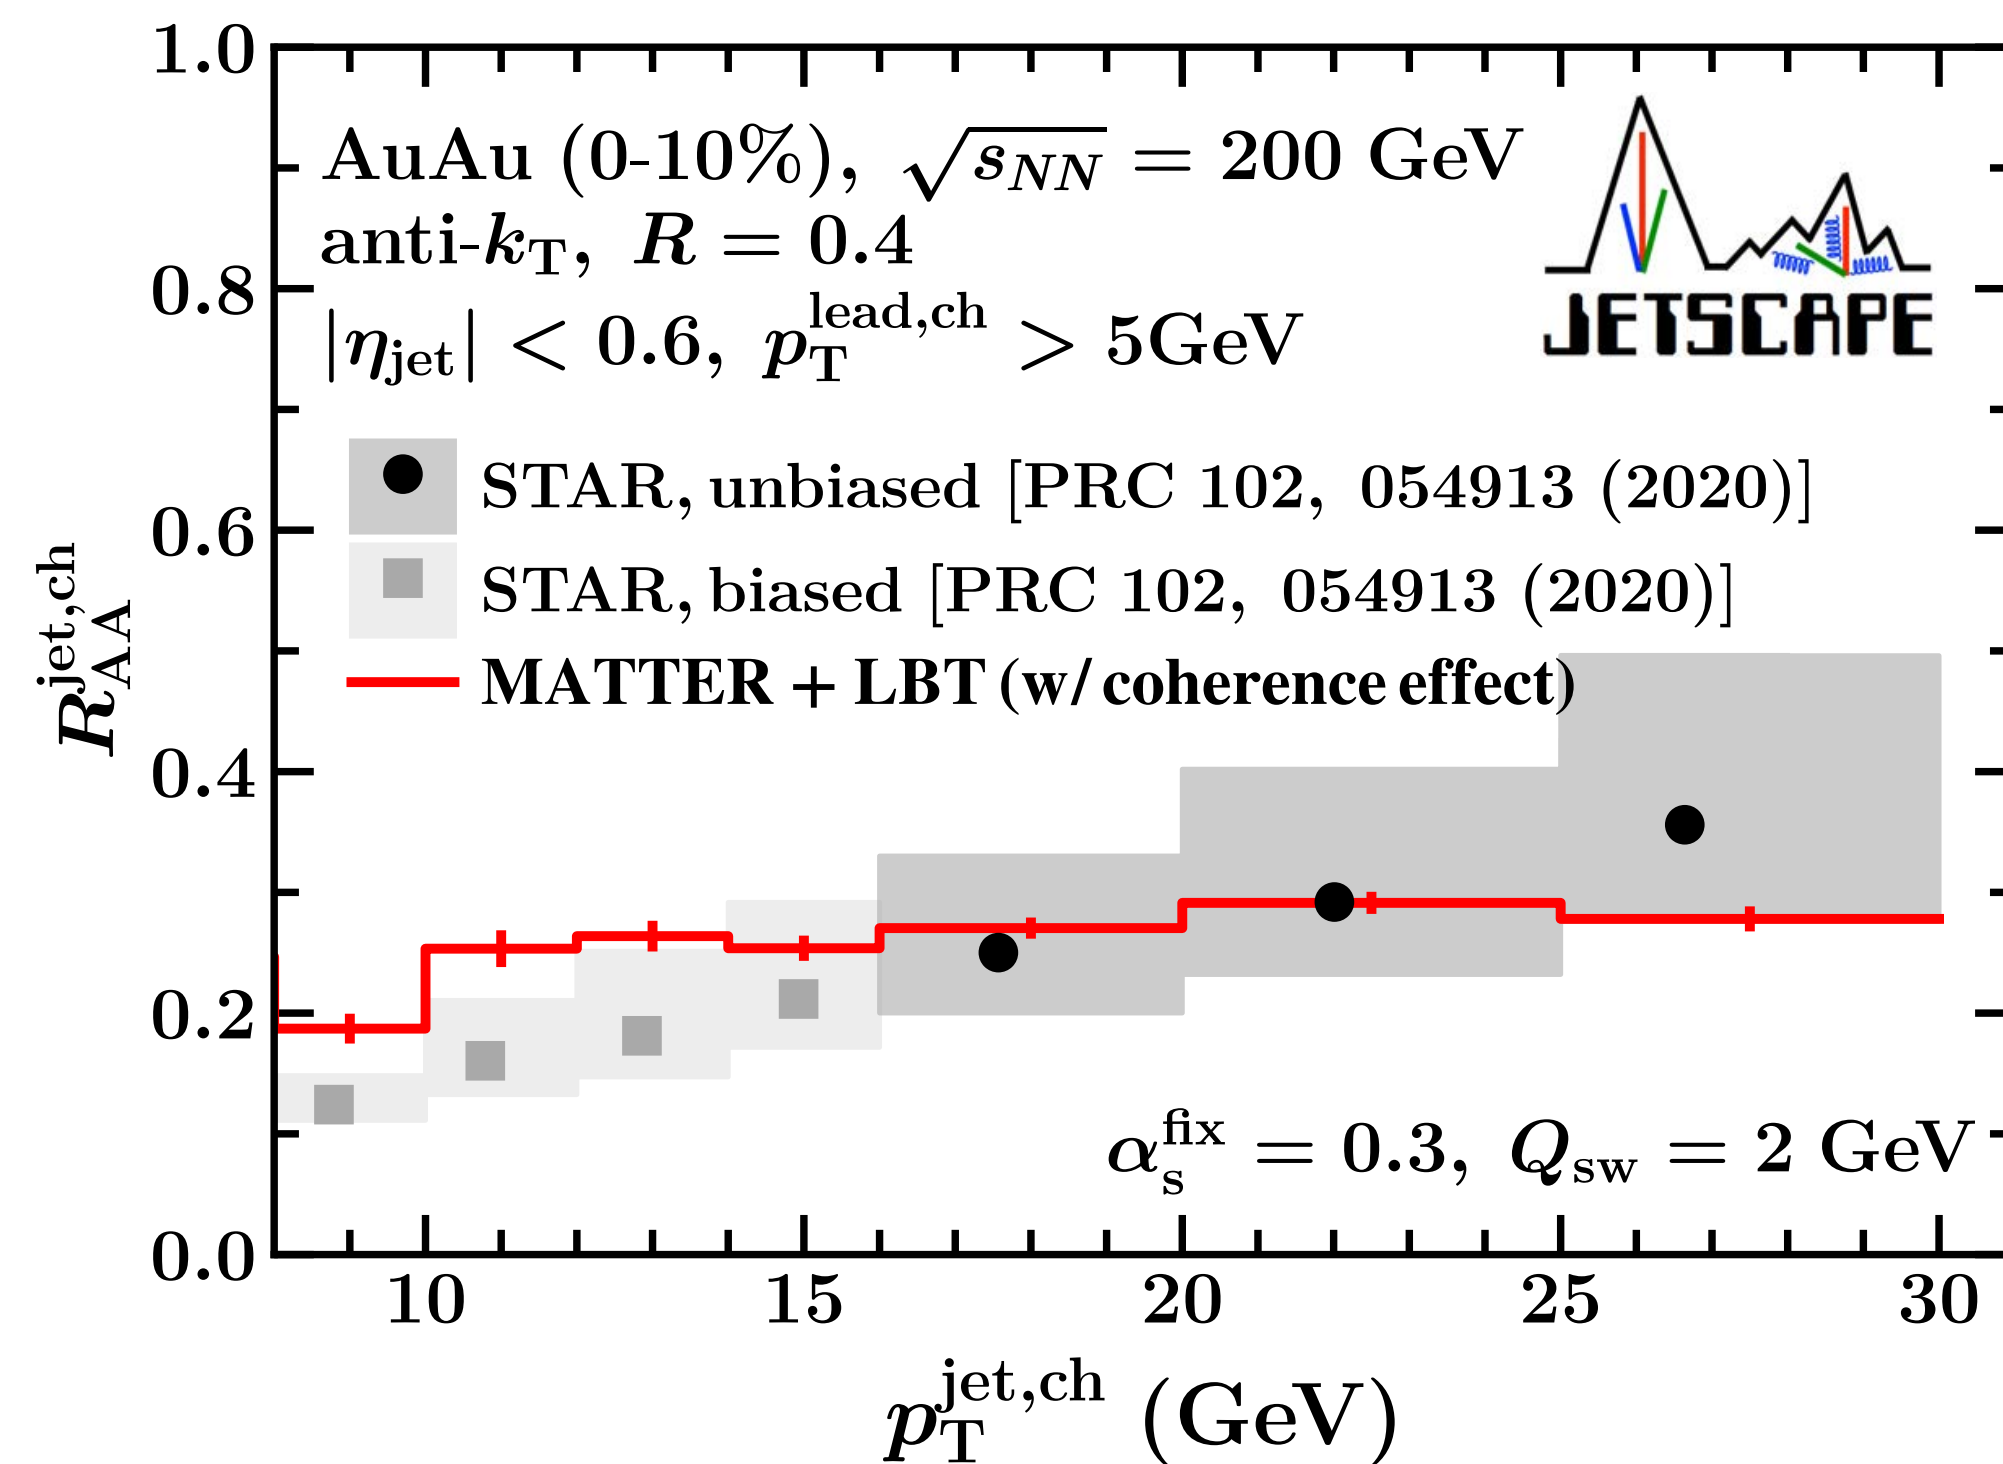 1.0
0.8
0.6
0.4
0.2
0.0
R_AA^jet,ch
AuAu (0-10%), √s_NN = 200 GeV
anti-k_T, R = 0.4
|η_jet| < 0.6, p_T^lead,ch > 5GeV
JETSCAPE
STAR, unbiased [PRC 102, 054913 (2020)]
STAR, biased [PRC 102, 054913 (2020)]
MATTER + LBT (w/ coherence effect)
α_s^fix = 0.3, Q_sw = 2 GeV
10 15 20 25 30
p_T^jet,ch (GeV)